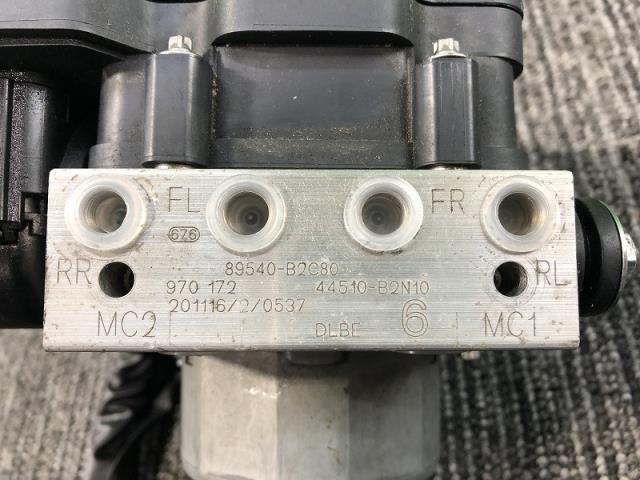 FL FR
676
RR 89540-B2C80 RL
970 172 44510-B2N10
201116/2/0537
MC2 DLBE 6 MC1